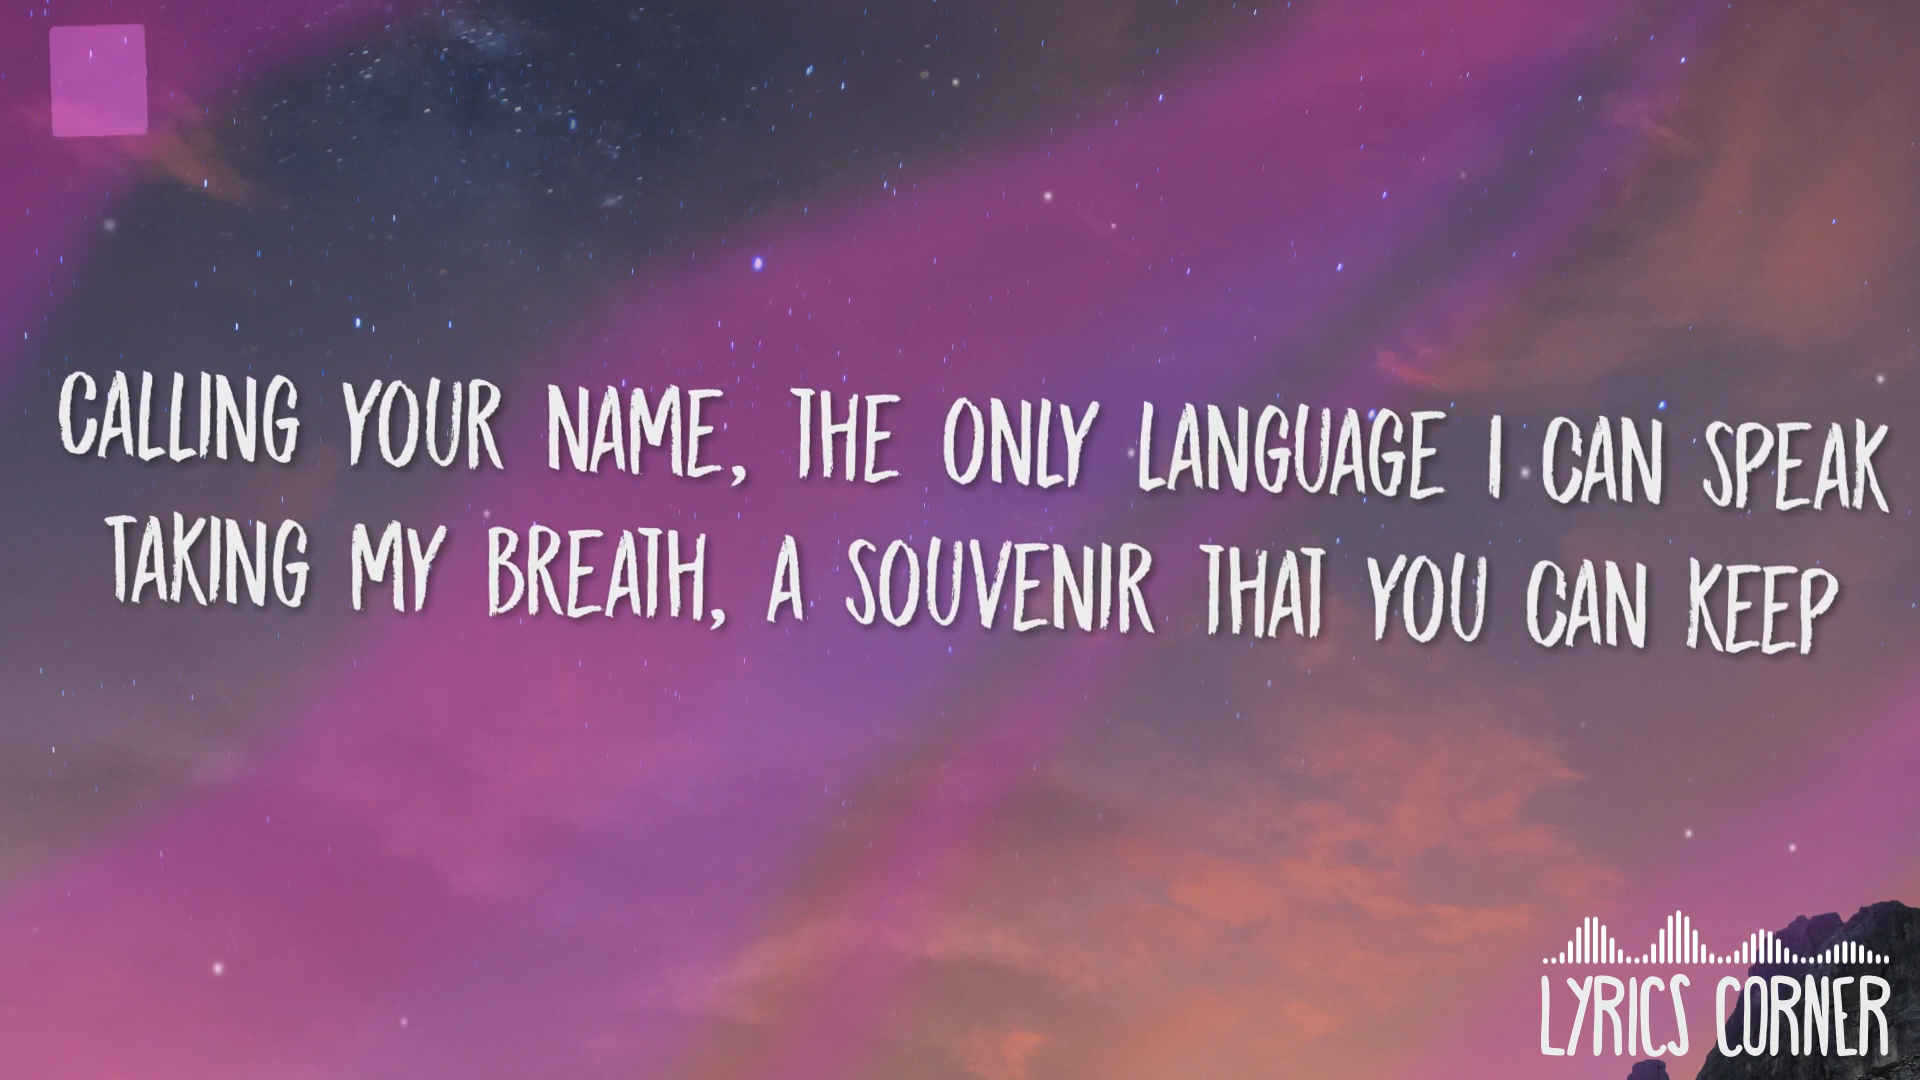 CALLING YOUR NAME, THE ONLY LANGUAGE I CAN SPEAK
TAKING MY BREATH, A SOUVENIR THAT YOU CAN KEEP
LYRICS CORNER